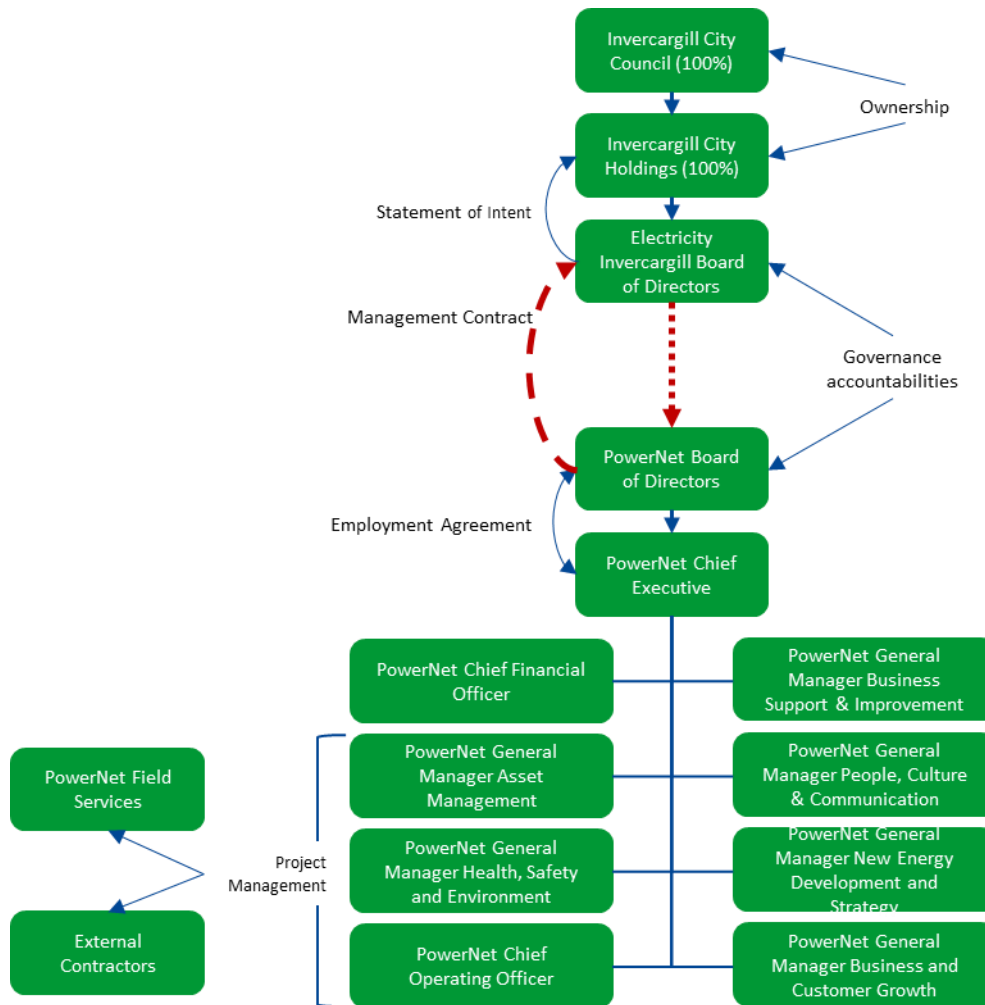 Invercargill City
Council (100%)
Ownership
Invercargill City
Holdings (100%)
Statement of Intent
Electricity
Invercargill Board
of Directors
Management Contract
Governance
accountabilities
PowerNet Board
of Directors
Employment Agreement
PowerNet Chief
Executive
PowerNet Chief Financial
Officer
PowerNet General
Manager Business
Support & Improvement
PowerNet General
Manager Asset
Management
PowerNet General
Manager People, Culture
& Communication
PowerNet Field
Services
Project
Management
PowerNet General
Manager Health, Safety
and Environment
PowerNet General
Manager New Energy
Development and
Strategy
External
Contractors
PowerNet Chief
Operating Officer
PowerNet General
Manager Business and
Customer Growth